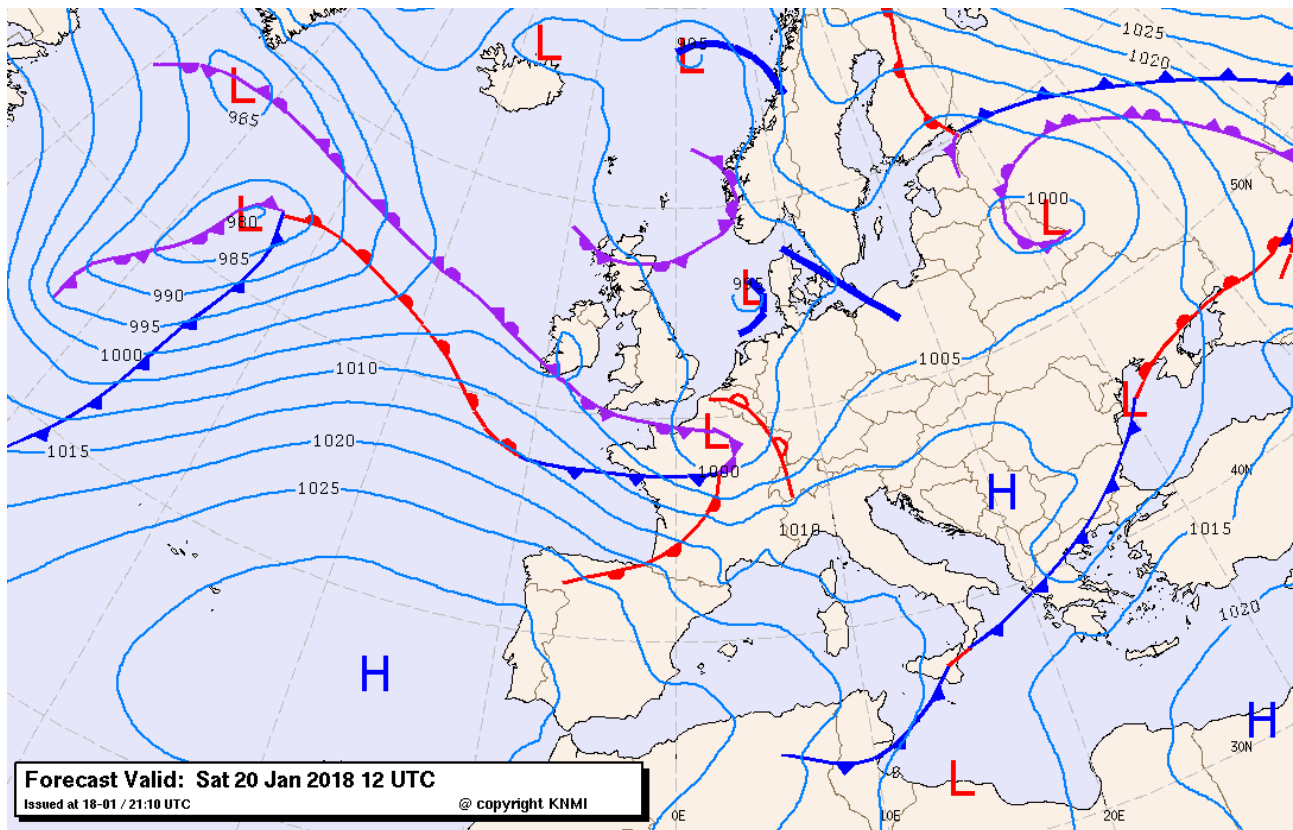 1025
1020
L
995
L
L
985
50N
1000
L
L
980
985
L
995
990
995
1000
1005
1010
L
L
1015
1020
1000
40N
1025
H
1010
1015
1020
H
H
30N
L
Forecast Valid: Sat 20 Jan 2018 12 UTC
Issued at 18-01 / 21:10 UTC
@ copyright KNMI
0E
10E
20E